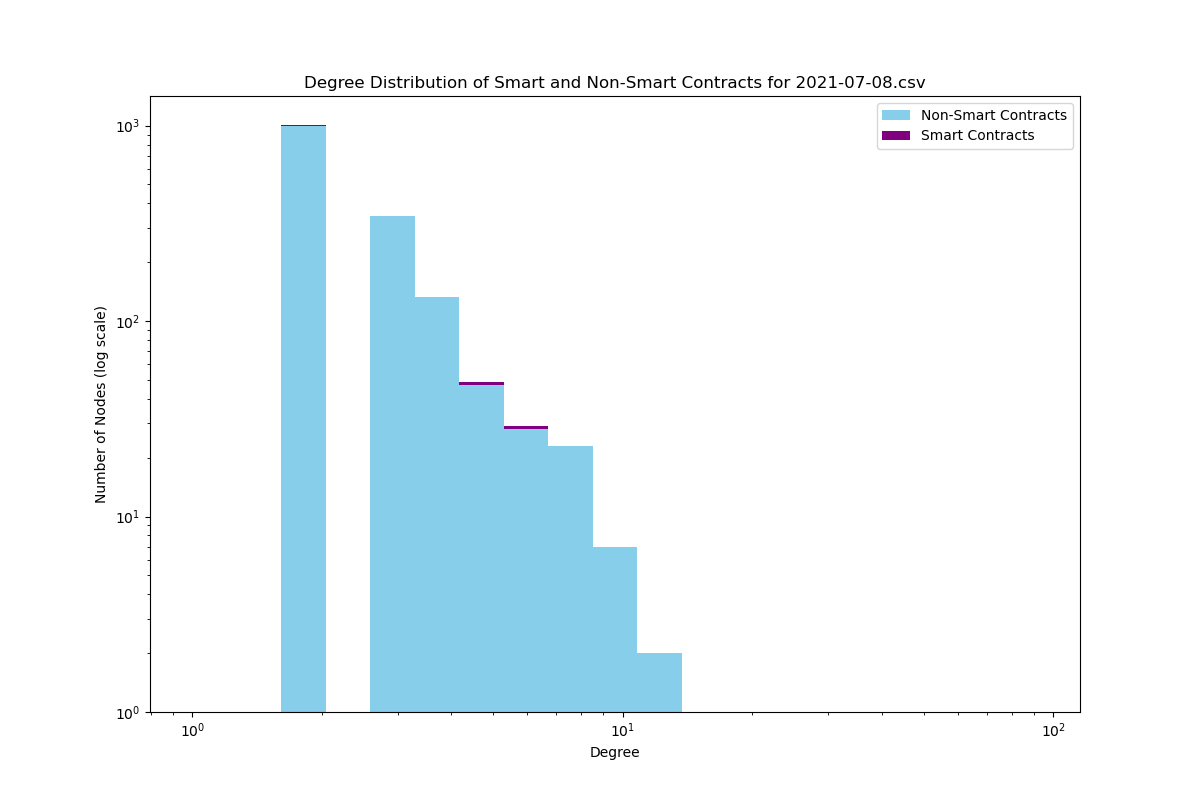 Degree Distribution of Smart and Non-Smart Contracts for 2021-07-08.csv
Non-Smart Contracts
Smart Contracts
Number of Nodes (log scale)
10³
10²
10¹
10⁰
10⁰ 10¹ 10²
Degree